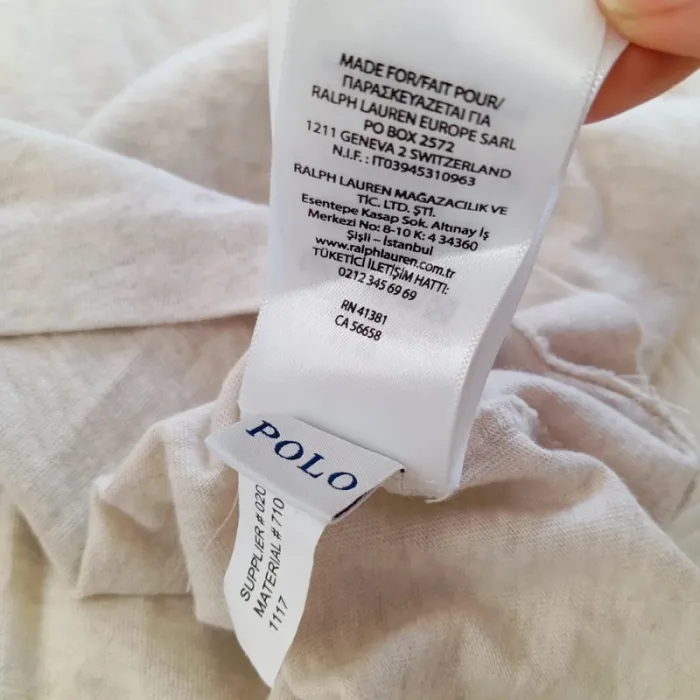 MADE FOR/FAIT POUR/
ΠΑΡΑΣΚΕΥΑΖΕΤΑΙ ΓΙΑ
RALPH LAUREN EUROPE SARL
PO BOX 2572
1211 GENEVA 2 SWITZERLAND
N.I.F. : IT03945310963
RALPH LAUREN MAĞAZACILIK VE
TİC. LTD. ŞTİ.
Esentepe Kasap Sok. Altınay İş
Merkezi No: 8-10 K: 4 34360
Şişli – İstanbul
www.ralphlauren.com.tr
TÜKETİCİ İLETİŞİM HATTI:
0212 345 69 69
RN 41381
CA 56658
POLO
SUPPLIER # 020
MATERIAL # 710
1117